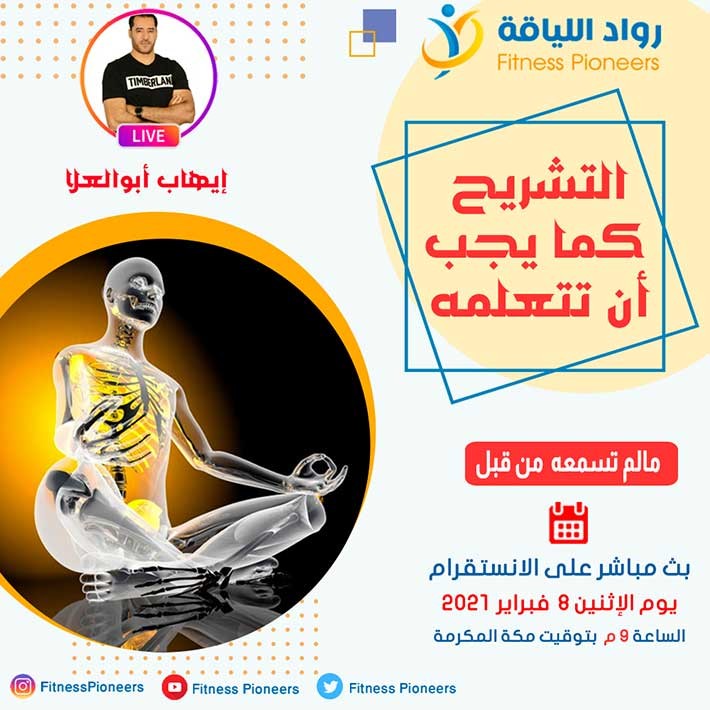 رواد اللياقة
Fitness Pioneers
TIMBERLAN
LIVE
إيهاب أبوالعلا
التشريح
كما يجب
أن تتعلمه
مالم تسمعه من قبل
بث مباشر على الانستقرام
يوم الإثنين 8 فبراير 2021
الساعة 9 م بتوقيت مكة المكرمة
FitnessPioneers
Fitness Pioneers
Fitness Pioneers